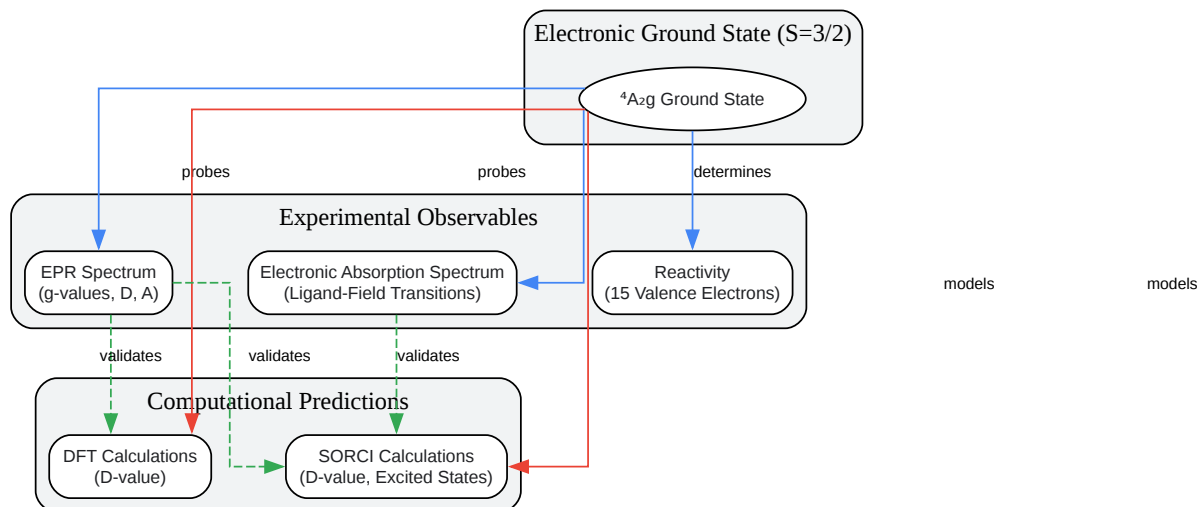 Electronic Ground State (S=3/2)
⁴A₂g Ground State
probes
probes
determines
Experimental Observables
EPR Spectrum
(g-values, D, A)
Electronic Absorption Spectrum
(Ligand-Field Transitions)
Reactivity
(15 Valence Electrons)
models
models
validates
validates
validates
Computational Predictions
DFT Calculations
(D-value)
SORCI Calculations
(D-value, Excited States)